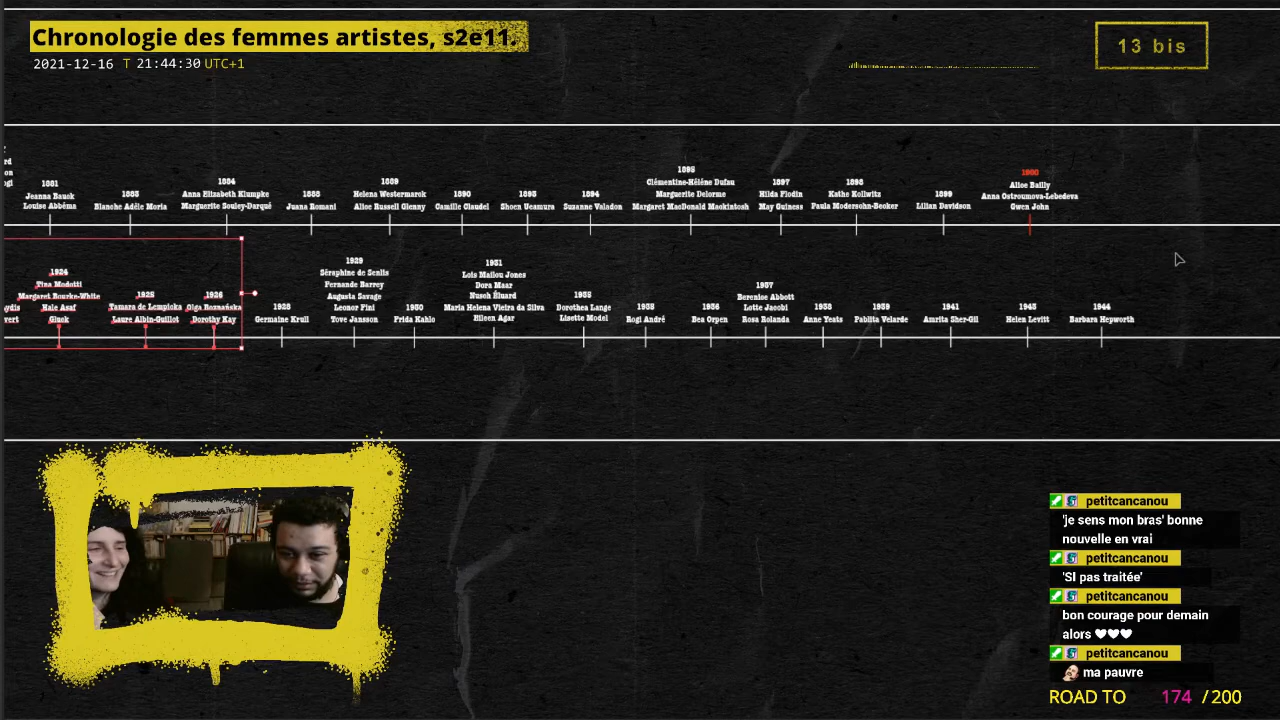 Chronologie des femmes artistes, s2e11.
2021-12-16 T 21:44:30 UTC+1
13 bis
1881
Jeanna Bauck
Louise Abbéma
1883
Blanche Adèle Moria
1884
Anna Elizabeth Klumpke
Marguerite Souley-Darqué
1888
Juana Romani
1889
Helena Westermarck
Alice Russell Glenny
1890
Camille Claudel
1893
Shoen Uemura
1894
Suzanne Valadon
1895
Clémentine-Hélène Dufau
Marguerite Delorme
Margaret MacDonald Mackintosh
1897
Hilda Flodin
May Guiness
1898
Kathe Kollwitz
Paula Modersohn-Becker
1899
Lilian Davidson
1900
Alice Bailly
Anna Ostroumova-Lebedeva
Gwen John
1924
Tina Modotti
Margaret Bourke-White
Hale Asaf
Gluck
1925
Tamara de Lempicka
Laure Albin-Guillot
1926
Olga Boznańska
Dorothy Kay
1928
Germaine Krull
1929
Séraphine de Senlis
Fernande Barrey
Augusta Savage
Leonor Fini
Tove Jansson
1930
Frida Kahlo
1931
Lois Mailou Jones
Dora Maar
Nusch Éluard
Maria Helena Vieira da Silva
Eileen Agar
1933
Dorothea Lange
Lisette Model
1935
Rogi André
1936
Bea Orpen
1937
Berenice Abbott
Lotte Jacobi
Rosa Rolanda
1938
Anne Yeats
1939
Pablita Velarde
1941
Amrita Sher-Gil
1943
Helen Levitt
1944
Barbara Hepworth
petitcancanou
'je sens mon bras' bonne
nouvelle en vrai
petitcancanou
'SI pas traitée'
petitcancanou
bon courage pour demain
alors ♥♥♥
petitcancanou
ma pauvre
ROAD TO 174 / 200